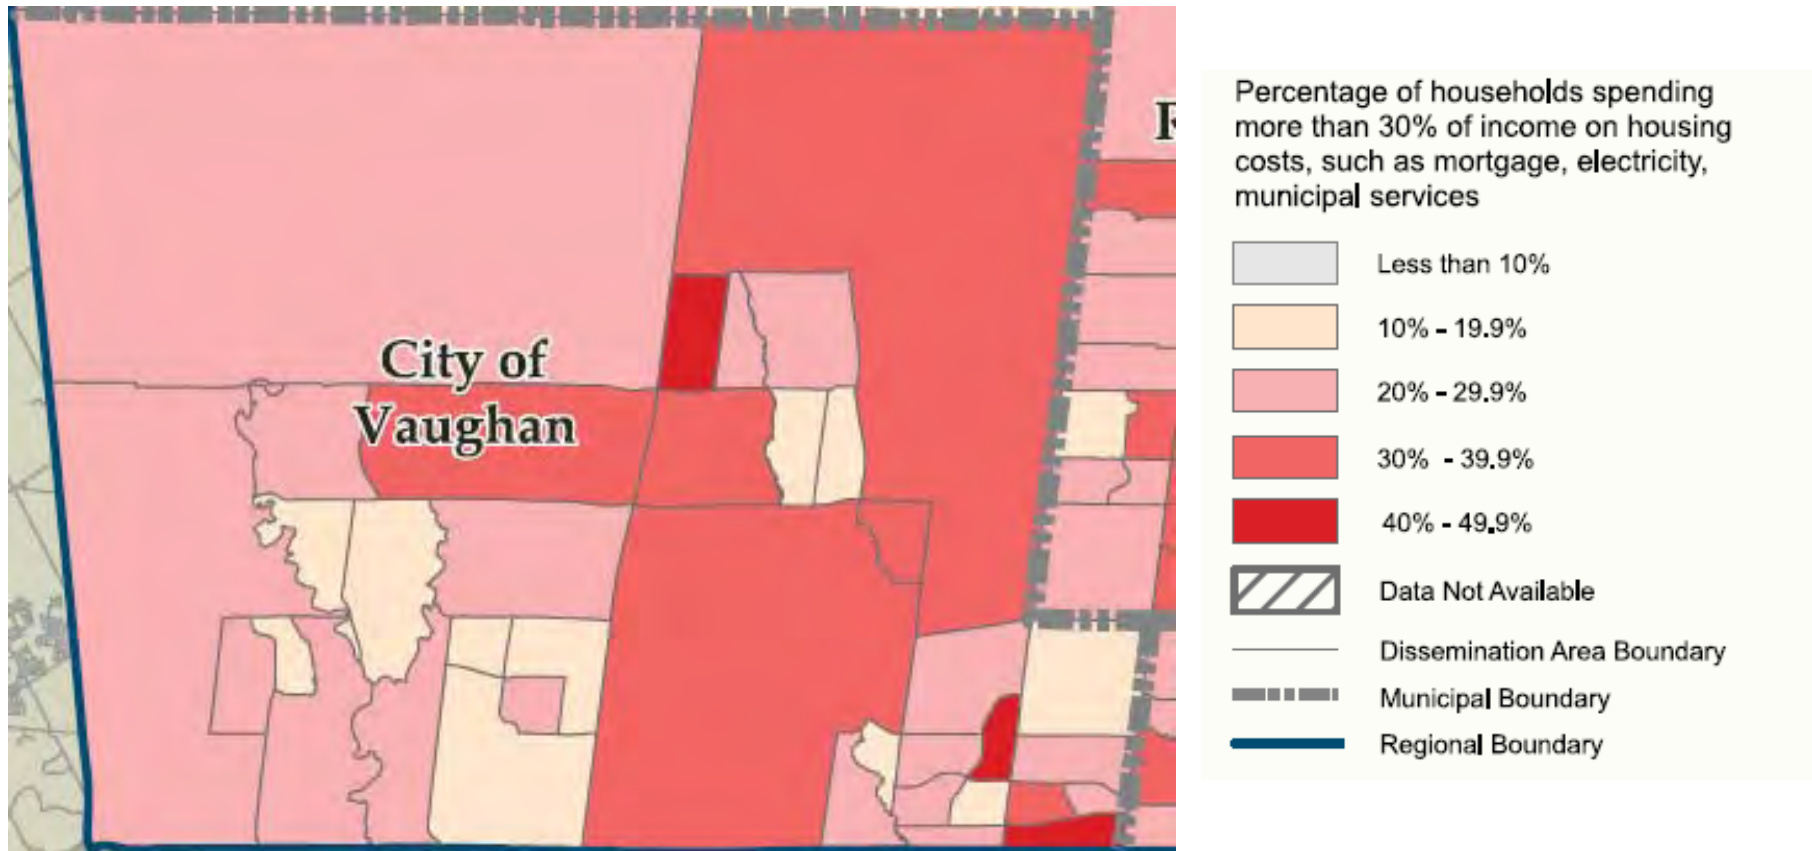 City of
Vaughan
Percentage of households spending
more than 30% of income on housing
costs, such as mortgage, electricity,
municipal services
Less than 10%
10% - 19.9%
20% - 29.9%
30% - 39.9%
40% - 49.9%
Data Not Available
Dissemination Area Boundary
Municipal Boundary
Regional Boundary